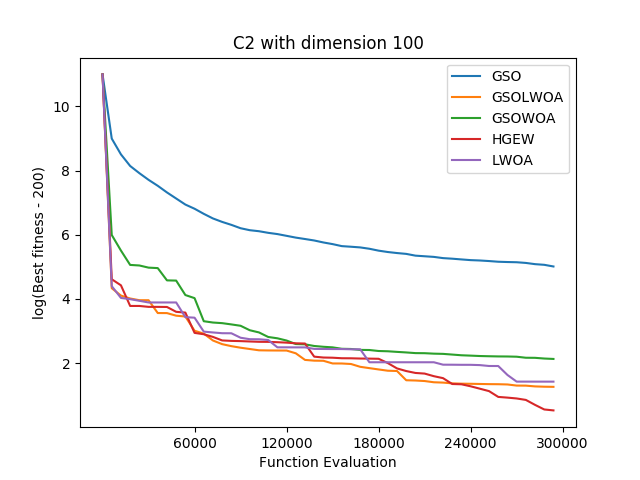 C2 with dimension 100
log(Best fitness - 200)
10
8
6
4
2
GSO
GSOLWOA
GSOWOA
HGEW
LWOA
60000 120000 180000 240000 300000
Function Evaluation